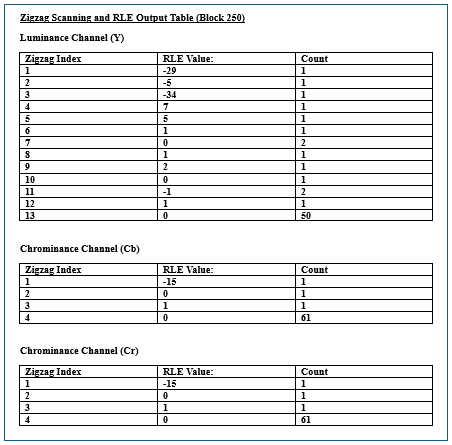 Zigzag Scanning and RLE Output Table (Block 250)
Luminance Channel (Y)
Zigzag Index RLE Value: Count
1 -29 1
2 -5 1
3 -34 1
4 7 1
5 5 1
6 1 1
7 0 2
8 1 1
9 2 1
10 0 1
11 -1 2
12 1 1
13 0 50
Chrominance Channel (Cb)
Zigzag Index RLE Value: Count
1 -15 1
2 0 1
3 1 1
4 0 61
Chrominance Channel (Cr)
Zigzag Index RLE Value: Count
1 -15 1
2 0 1
3 1 1
4 0 61